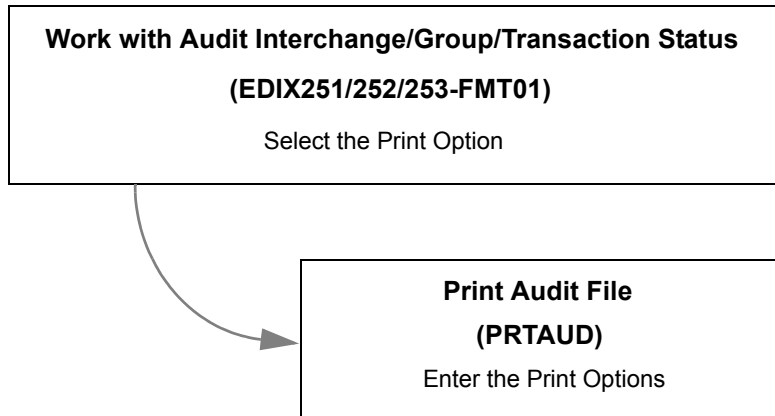 Work with Audit Interchange/Group/Transaction Status
(EDIX251/252/253-FMT01)
Select the Print Option
Print Audit File
(PRTAUD)
Enter the Print Options